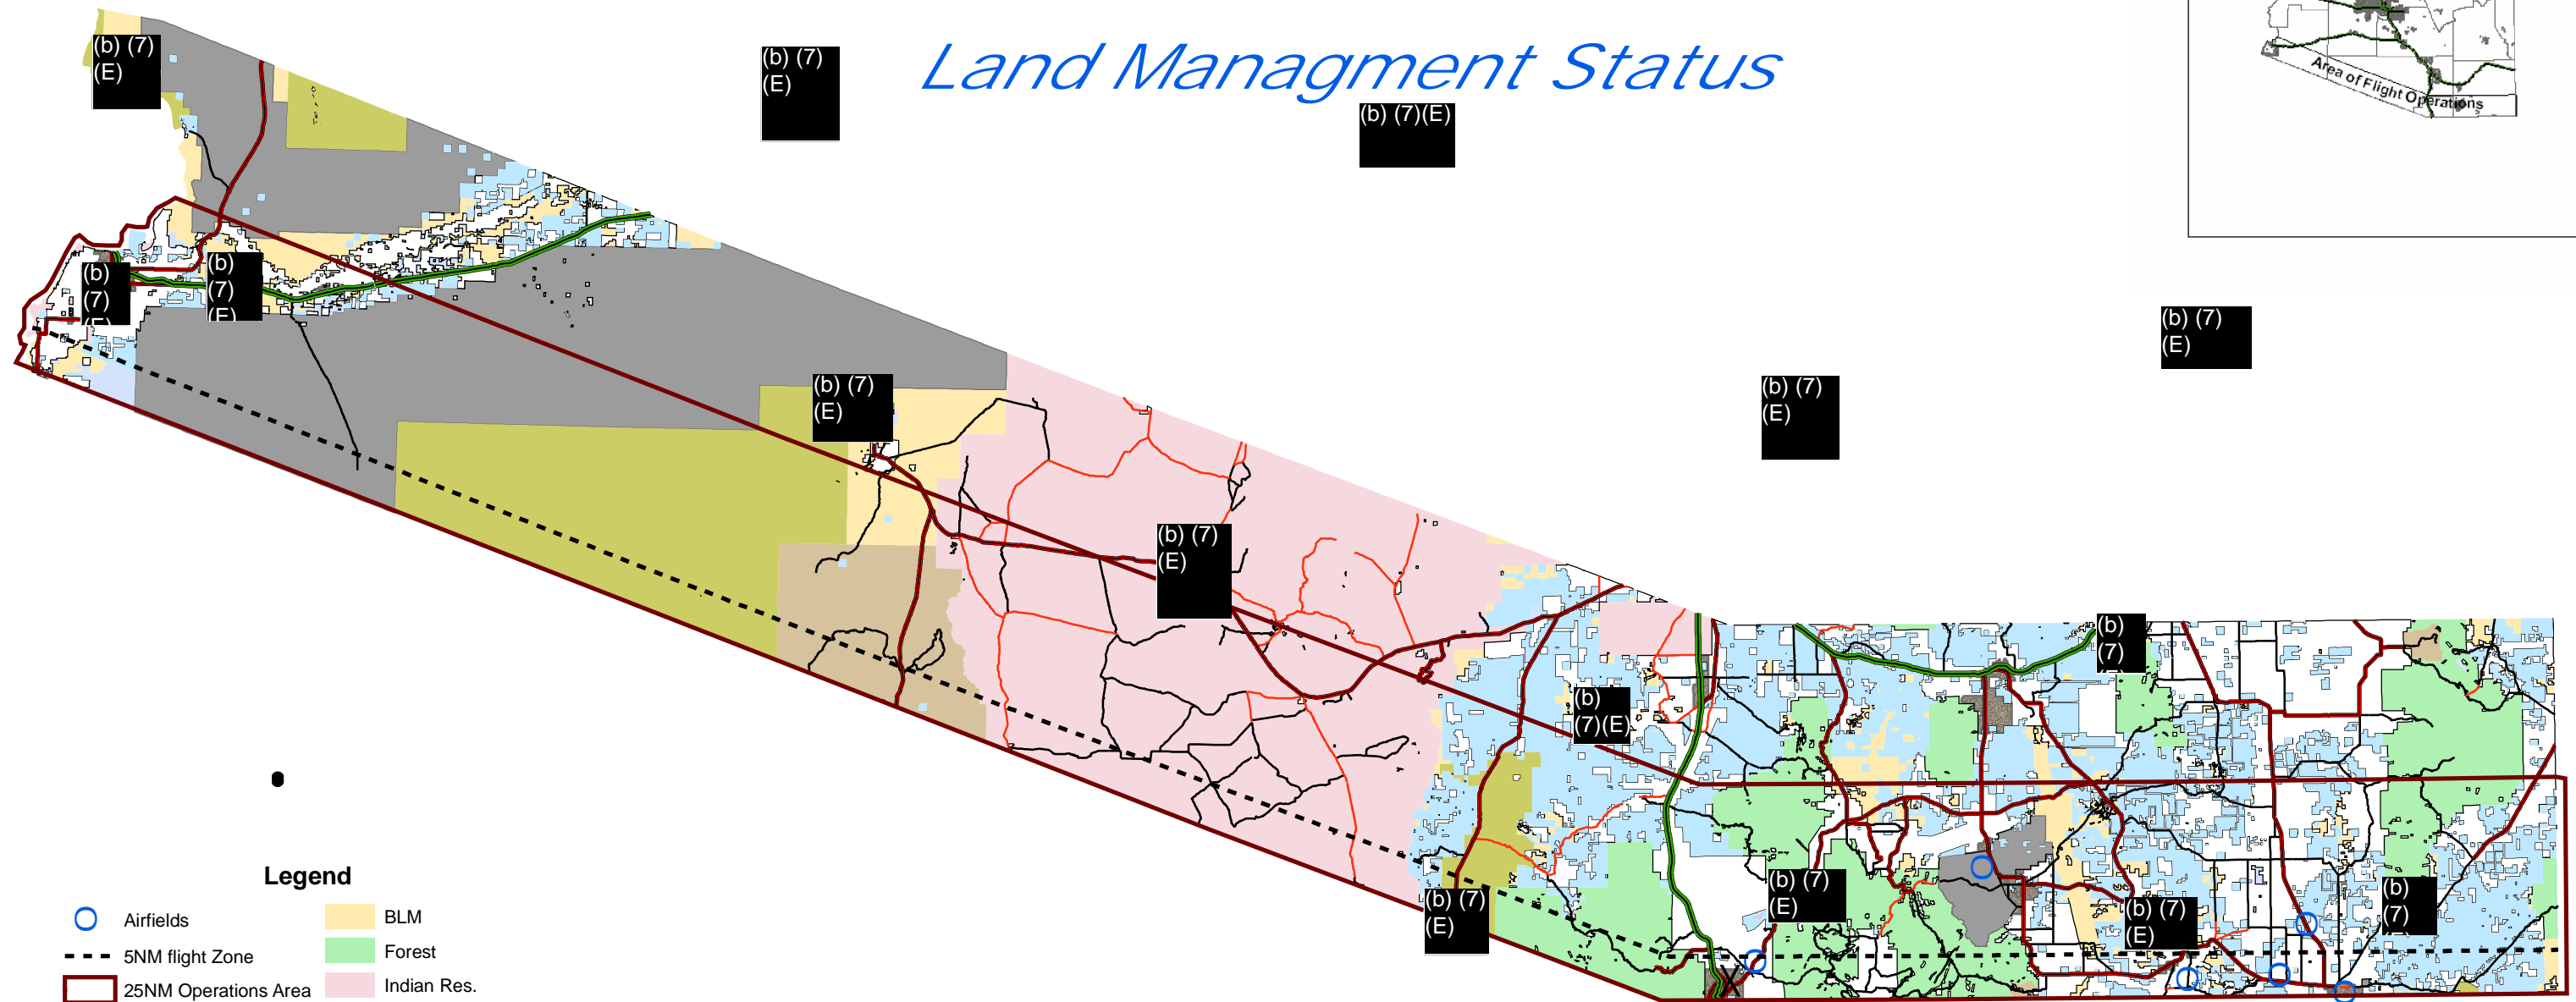 Land Managment Status
Area of Flight Operations
(b) (7)
(E)
(b) (7)
(E)
(b) (7)(E)
(b)
(7)
(E)
(b)
(7)
(E)
(b) (7)
(E)
(b) (7)
(E)
(b) (7)
(E)
(b) (7)
(E)
(b)
(7)
(b)
(7)(E)
(b) (7)
(E)
(b) (7)
(E)
(b) (7)
(E)
(b)
(7)
X
Legend
Airfields
5NM flight Zone
25NM Operations Area
BLM
Forest
Indian Res.